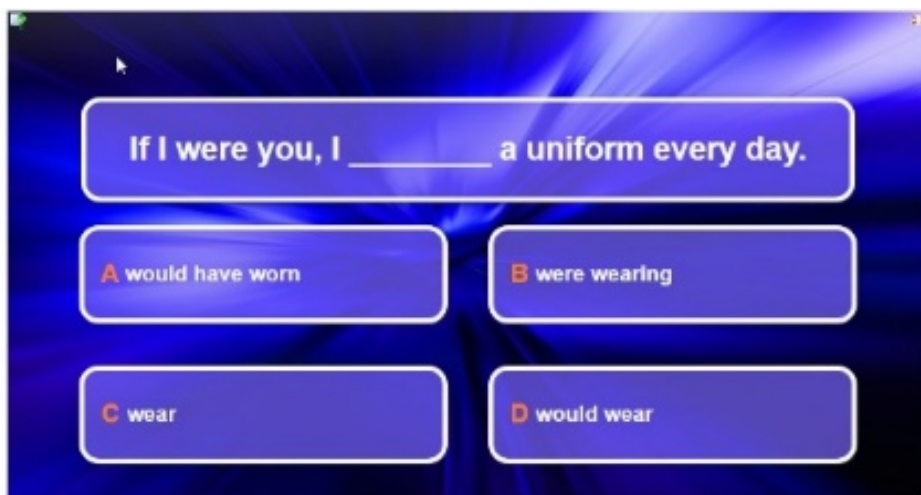 If I were you, I ________ a uniform every day.
A would have worn
B were wearing
C wear
D would wear